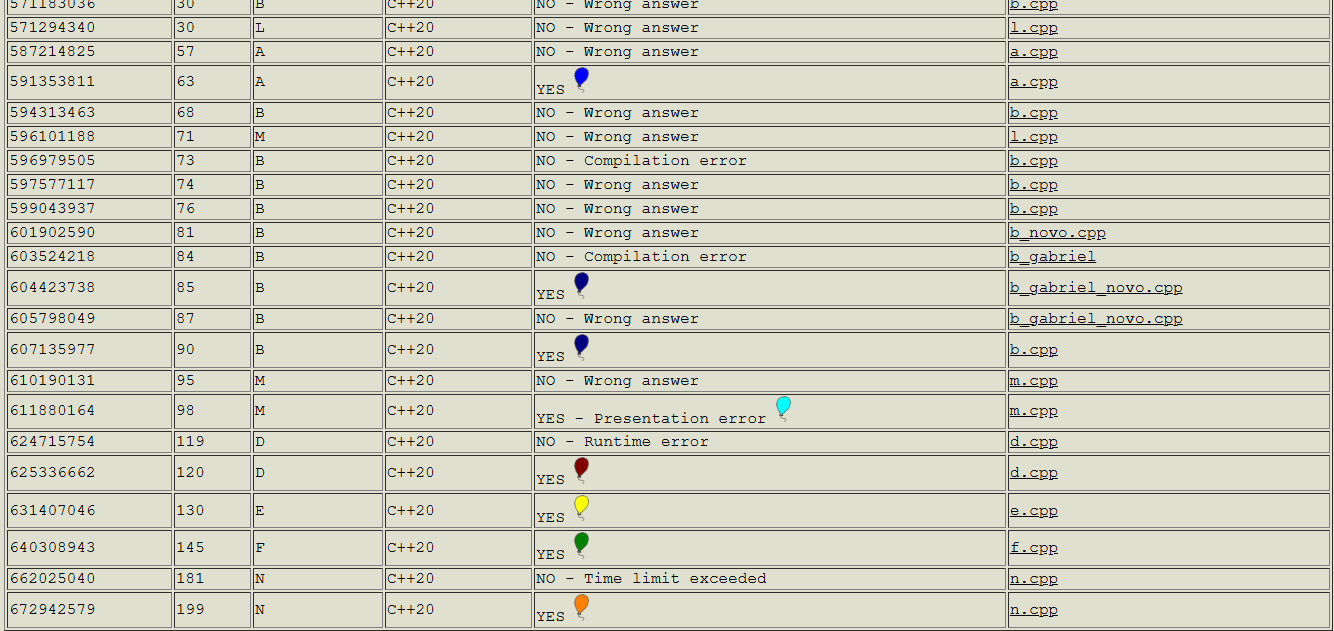 571183036 30 B C++20 NO - Wrong answer b.cpp
571294340 30 L C++20 NO - Wrong answer l.cpp
587214825 57 A C++20 NO - Wrong answer a.cpp
591353811 63 A C++20 YES a.cpp
594313463 68 B C++20 NO - Wrong answer b.cpp
596101188 71 M C++20 NO - Wrong answer l.cpp
596979505 73 B C++20 NO - Compilation error b.cpp
597577117 74 B C++20 NO - Wrong answer b.cpp
599043937 76 B C++20 NO - Wrong answer b.cpp
601902590 81 B C++20 NO - Wrong answer b_novo.cpp
603524218 84 B C++20 NO - Compilation error b_gabriel
604423738 85 B C++20 YES b_gabriel_novo.cpp
605798049 87 B C++20 NO - Wrong answer b_gabriel_novo.cpp
607135977 90 B C++20 YES b.cpp
610190131 95 M C++20 NO - Wrong answer m.cpp
611880164 98 M C++20 YES - Presentation error m.cpp
624715754 119 D C++20 NO - Runtime error d.cpp
625336662 120 D C++20 YES d.cpp
631407046 130 E C++20 YES e.cpp
640308943 145 F C++20 YES f.cpp
662025040 181 N C++20 NO - Time limit exceeded n.cpp
672942579 199 N C++20 YES n.cpp